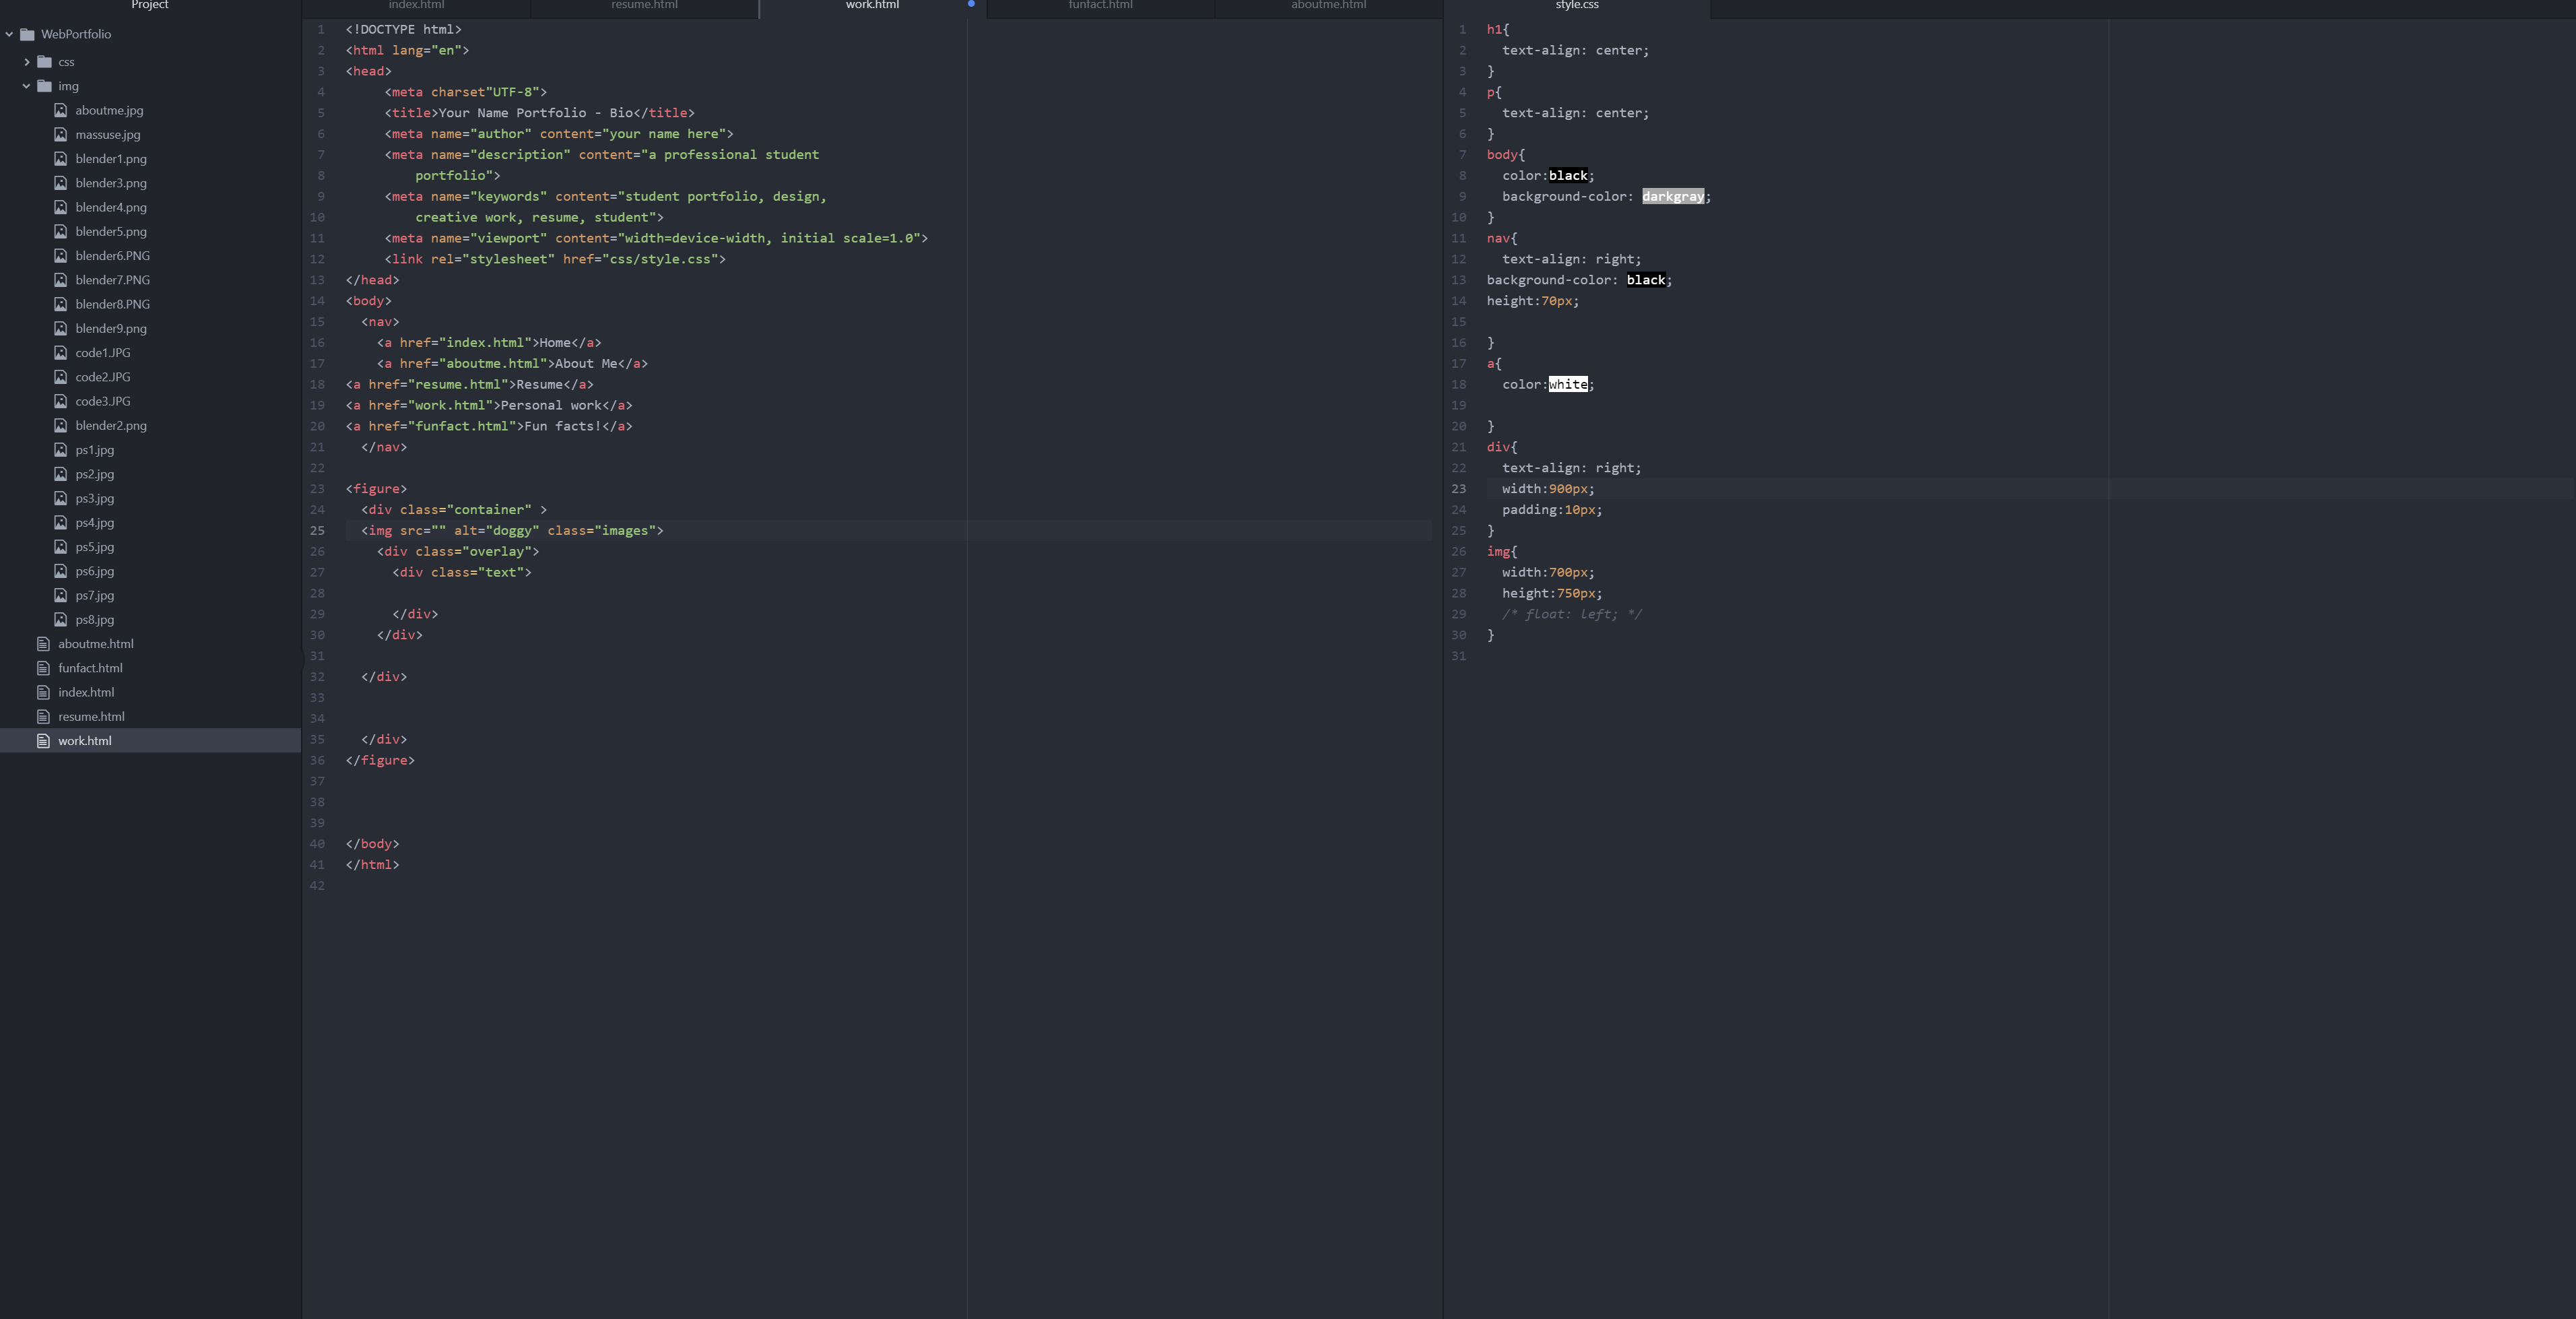 Project
WebPortfolio
css
img
aboutme.jpg
massuse.jpg
blender1.png
blender3.png
blender4.png
blender5.png
blender6.PNG
blender7.PNG
blender8.PNG
blender9.png
code1.JPG
code2.JPG
code3.JPG
blender2.png
ps1.jpg
ps2.jpg
ps3.jpg
ps4.jpg
ps5.jpg
ps6.jpg
ps7.jpg
ps8.jpg
aboutme.html
funfact.html
index.html
resume.html
work.html
index.html resume.html work.html funfact.html aboutme.html
1 <!DOCTYPE html>
2 <html lang="en">
3 <head>
4 <meta charset"UTF-8">
5 <title>Your Name Portfolio - Bio</title>
6 <meta name="author" content="your name here">
7 <meta name="description" content="a professional student
8 portfolio">
9 <meta name="keywords" content="student portfolio, design,
10 creative work, resume, student">
11 <meta name="viewport" content="width=device-width, initial scale=1.0">
12 <link rel="stylesheet" href="css/style.css">
13 </head>
14 <body>
15 <nav>
16 <a href="index.html">Home</a>
17 <a href="aboutme.html">About Me</a>
18 <a href="resume.html">Resume</a>
19 <a href="work.html">Personal work</a>
20 <a href="funfact.html">Fun facts!</a>
21 </nav>
22
23 <figure>
24 <div class="container" >
25 <img src="" alt="doggy" class="images">
26 <div class="overlay">
27 <div class="text">
28
29 </div>
30 </div>
31
32 </div>
33
34
35 </div>
36 </figure>
37
38
39
40 </body>
41 </html>
42
style.css
1 h1{
2 text-align: center;
3 }
4 p{
5 text-align: center;
6 }
7 body{
8 color:black;
9 background-color: darkgray;
10 }
11 nav{
12 text-align: right;
13 background-color: black;
14 height:70px;
15
16 }
17 a{
18 color:white;
19
20 }
21 div{
22 text-align: right;
23 width:900px;
24 padding:10px;
25 }
26 img{
27 width:700px;
28 height:750px;
29 /* float: left; */
30 }
31